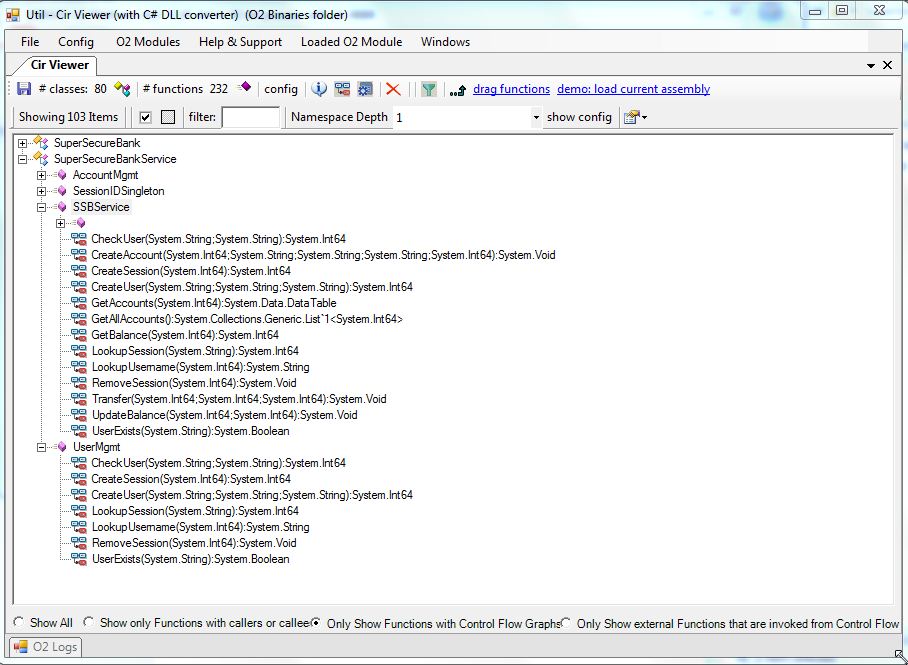 Util - Cir Viewer (with C# DLL converter) (O2 Binaries folder)
File Config O2 Modules Help & Support Loaded O2 Module Windows
Cir Viewer
# classes: 80 # functions 232 config drag functions demo: load current assembly
Showing 103 Items filter: Namespace Depth 1 show config
SuperSecureBank
SuperSecureBankService
AccountMgmt
SessionIDSingleton
SSBService
CheckUser(System.String;System.String):System.Int64
CreateAccount(System.Int64;System.String;System.String;System.String;System.Int64):System.Void
CreateSession(System.Int64):System.Int64
CreateUser(System.String;System.String;System.String):System.Int64
GetAccounts(System.Int64):System.Data.DataTable
GetAllAccounts():System.Collections.Generic.List`1<System.Int64>
GetBalance(System.Int64):System.Int64
LookupSession(System.String):System.Int64
LookupUsername(System.Int64):System.String
RemoveSession(System.Int64):System.Void
Transfer(System.Int64;System.Int64;System.Int64):System.Void
UpdateBalance(System.Int64;System.Int64):System.Void
UserExists(System.String):System.Boolean
UserMgmt
CheckUser(System.String;System.String):System.Int64
CreateSession(System.Int64):System.Int64
CreateUser(System.String;System.String;System.String):System.Int64
LookupSession(System.String):System.Int64
LookupUsername(System.Int64):System.String
RemoveSession(System.Int64):System.Void
UserExists(System.String):System.Boolean
Show All Show only Functions with callers or callee Only Show Functions with Control Flow Graphs Only Show external Functions that are invoked from Control Flow
O2 Logs